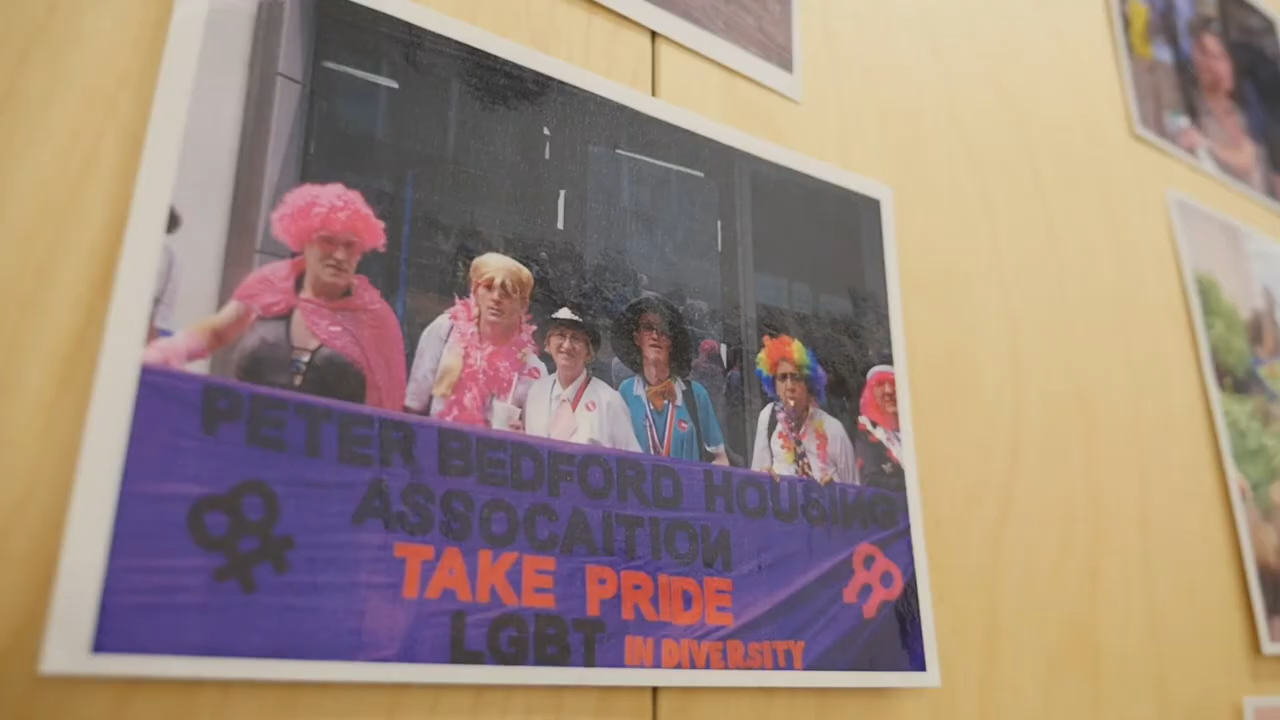 PETER BEDFORD HOUSING
ASSOCAITION
TAKE PRIDE
LGBT IN DIVERSITY